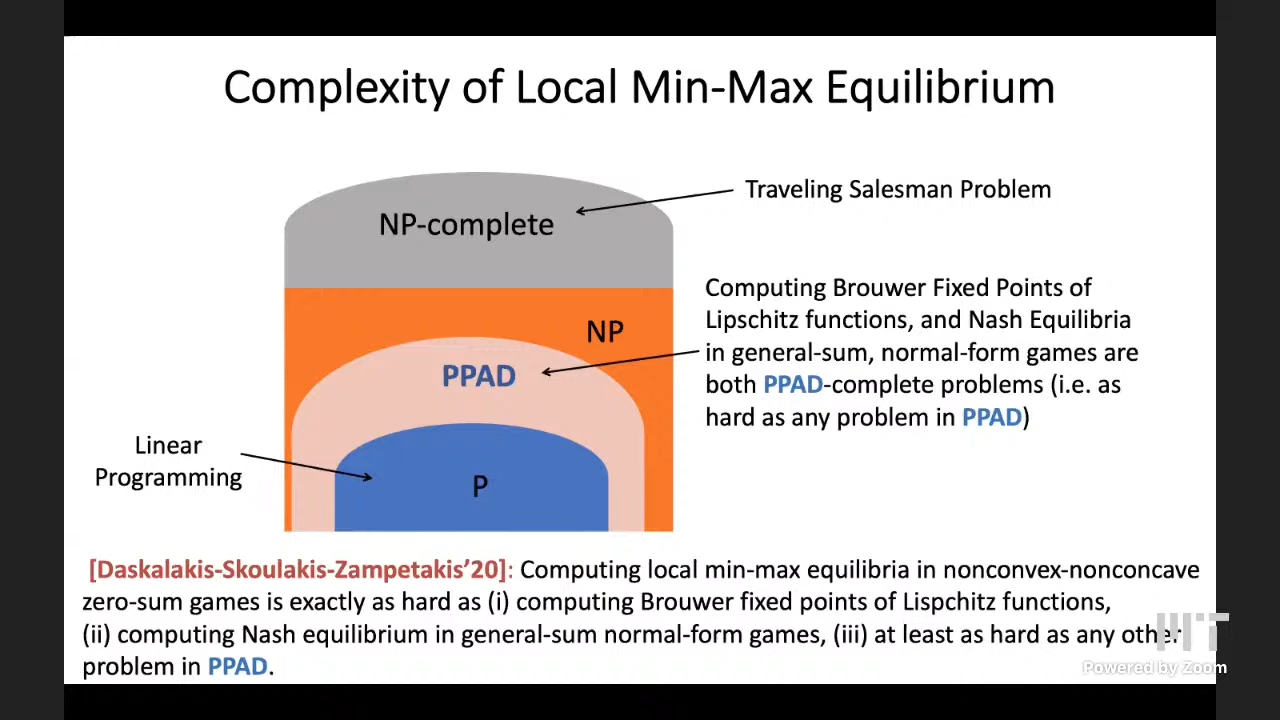 Complexity of Local Min-Max Equilibrium
Traveling Salesman Problem
NP-complete
Computing Brouwer Fixed Points of
Lipschitz functions, and Nash Equilibria
in general-sum, normal-form games are
both PPAD-complete problems (i.e. as
hard as any problem in PPAD)
NP
PPAD
Linear
Programming
P
[Daskalakis-Skoulakis-Zampetakis'20]: Computing local min-max equilibria in nonconvex-nonconcave
zero-sum games is exactly as hard as (i) computing Brouwer fixed points of Lispchitz functions,
(ii) computing Nash equilibrium in general-sum normal-form games, (iii) at least as hard as any other
problem in PPAD.
MIT
Powered by Zoom